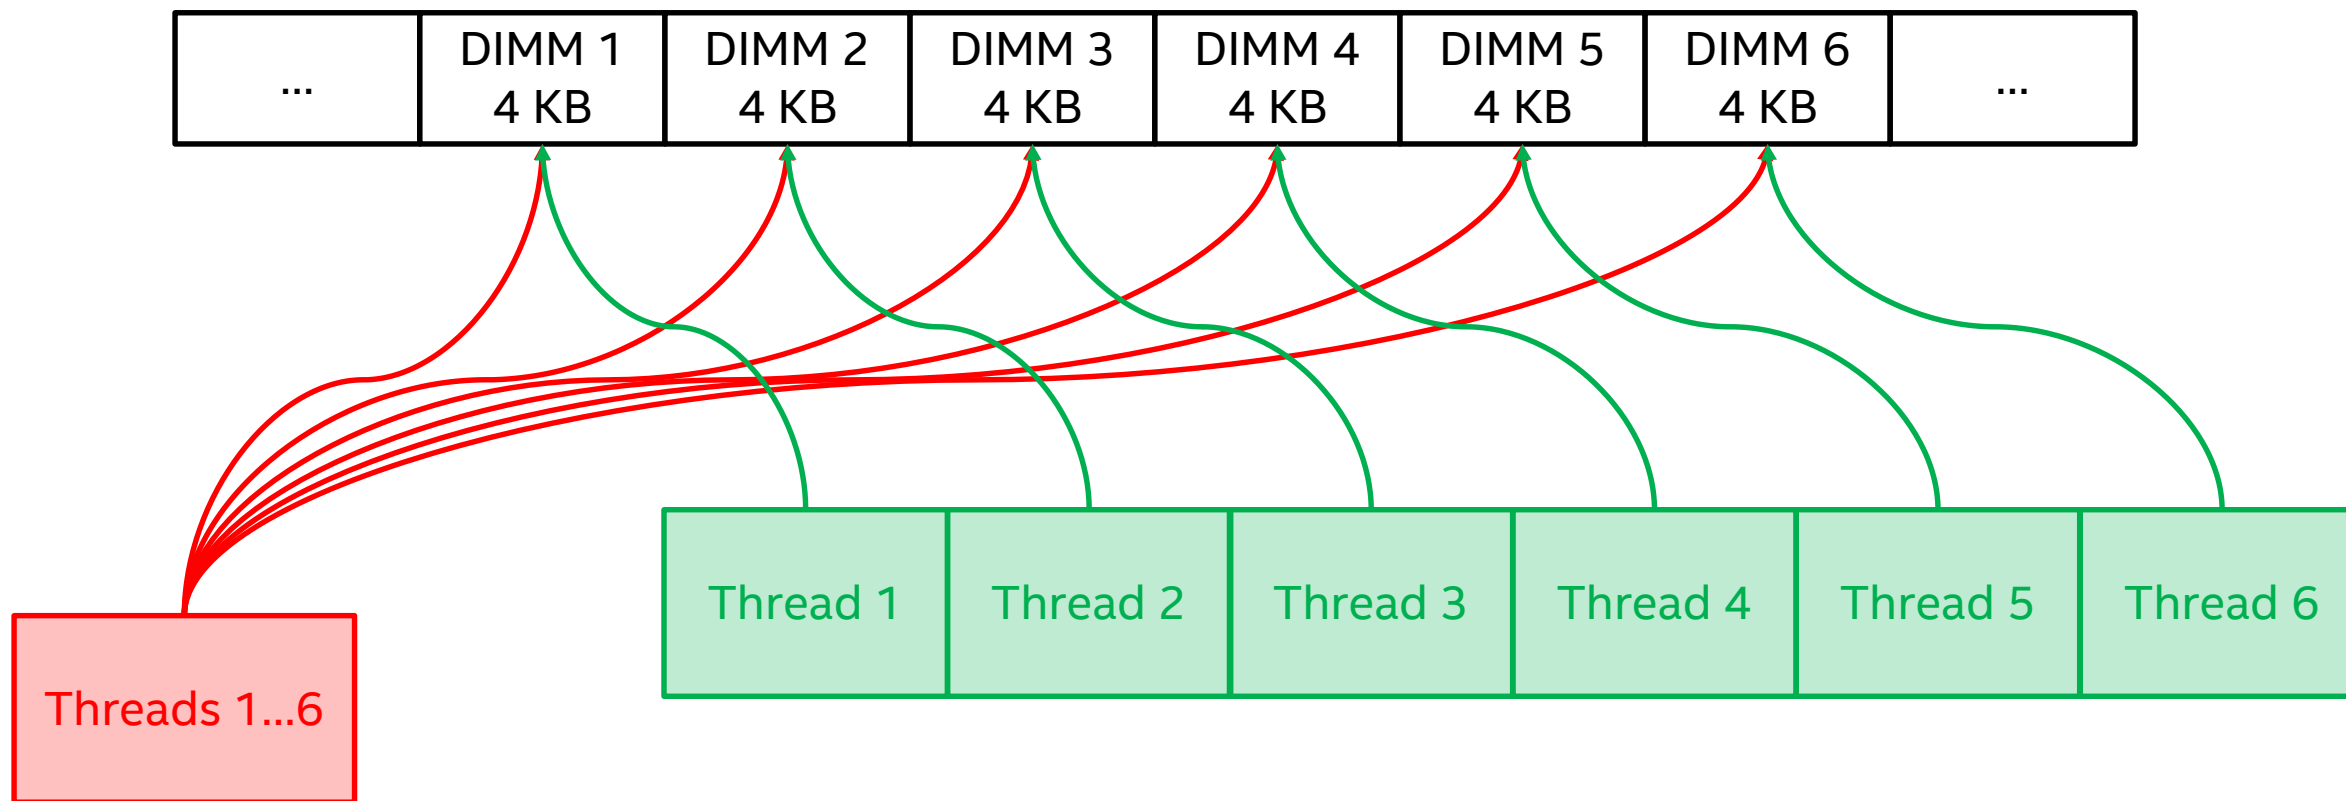 ...
DIMM 1
4 KB
DIMM 2
4 KB
DIMM 3
4 KB
DIMM 4
4 KB
DIMM 5
4 KB
DIMM 6
4 KB
...
Thread 1
Thread 2
Thread 3
Thread 4
Thread 5
Thread 6
Threads 1...6